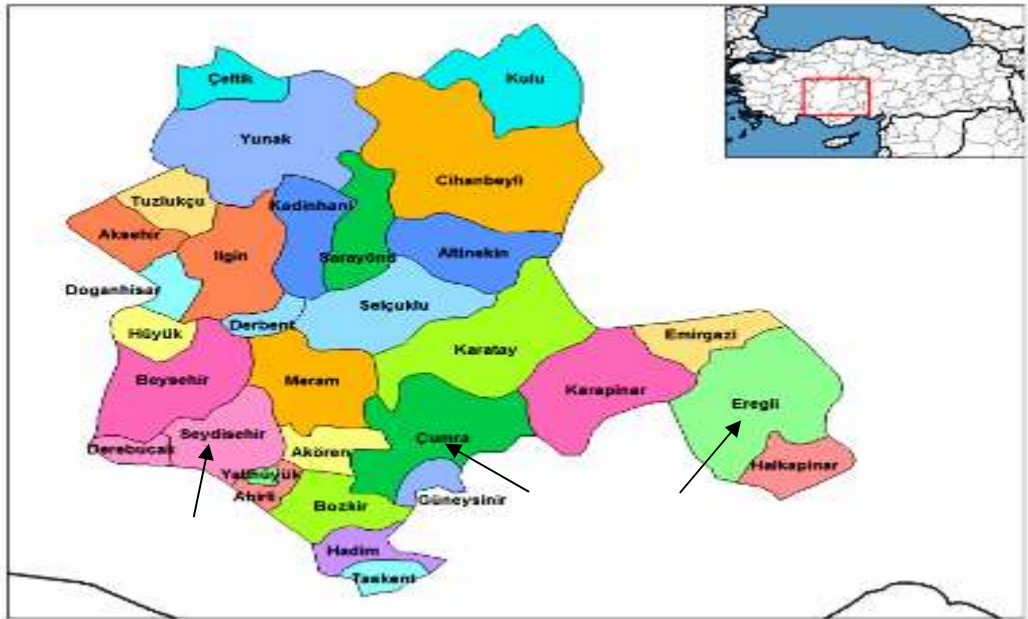 Çeltik
Kulu
Yunak
Cihanbeyli
Tuzlukçu
Kadinhani
Aksehir
Ilgin
Sarayönü
Altinekin
Doganhisar
Selçuklu
Derbent
Hüyük
Emirgazi
Karatay
Beysehir
Meram
Karapinar
Eregli
Seydisehir
Derebucak
Akören
Çumra
Halkapinar
Yalihüyük
Ahirli
Güneysinir
Bozkir
Hadim
Taskent